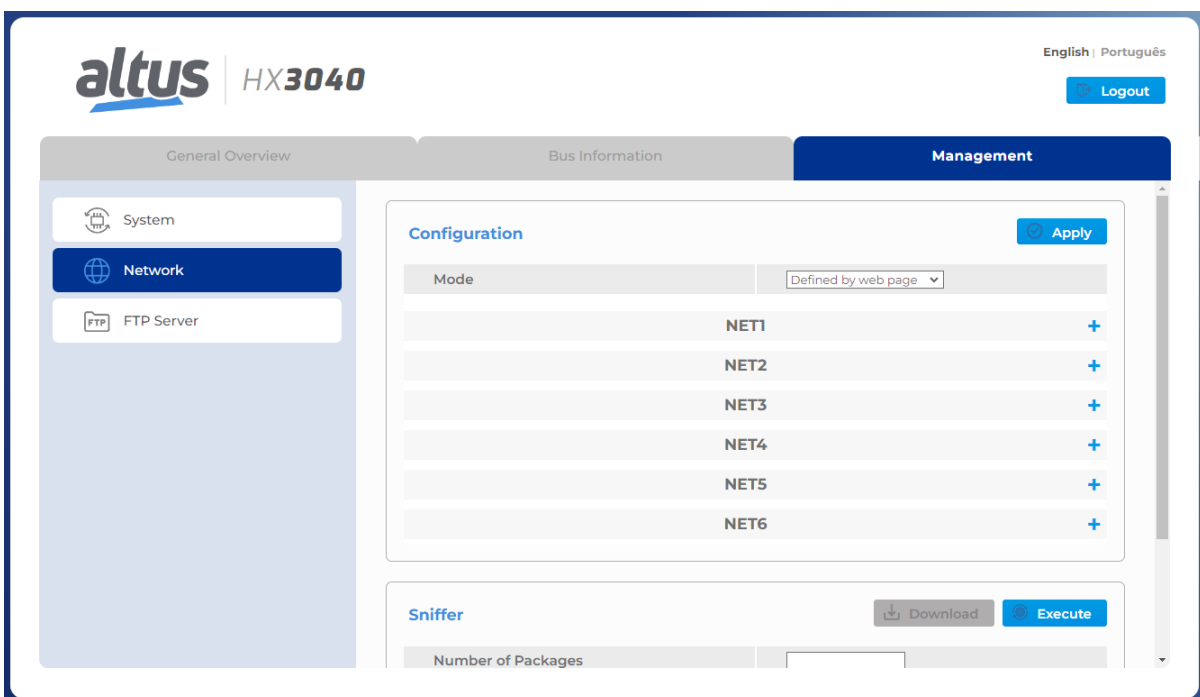 English | Português
altus HX3040
Logout
General Overview Bus Information Management
System
Network
FTP FTP Server
Configuration Apply
Mode Defined by web page
NET1 +
NET2 +
NET3 +
NET4 +
NET5 +
NET6 +
Sniffer Download Execute
Number of Packages